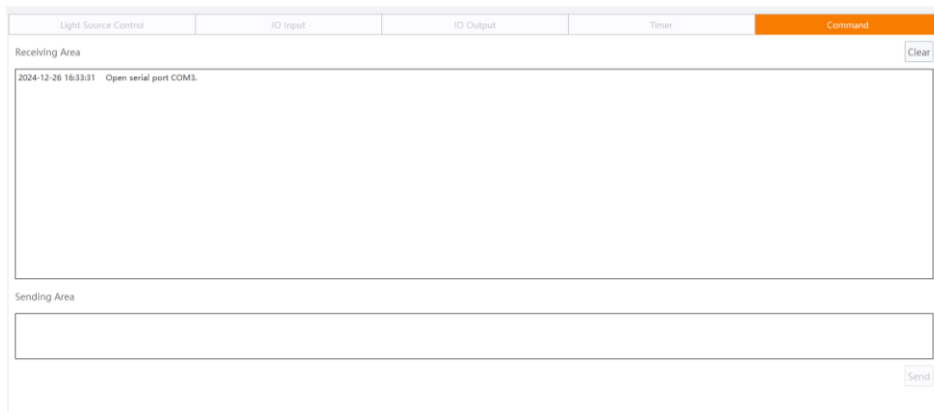 Light Source Control IO Input IO Output Timer Command
Receiving Area Clear
2024-12-26 16:33:31 Open serial port COM3.
Sending Area
Send